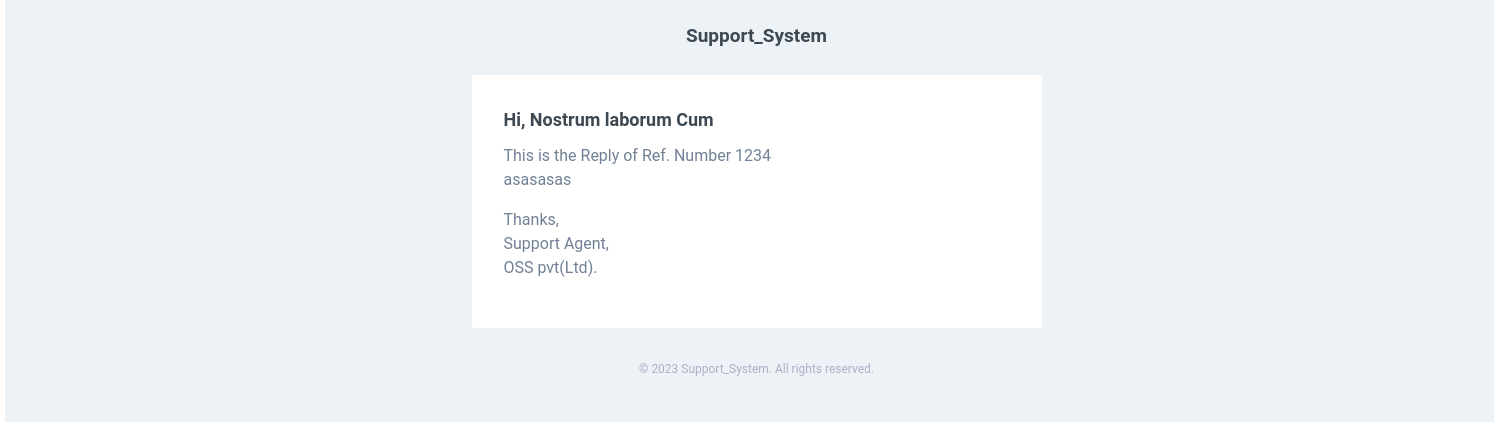 Support_System
Hi, Nostrum laborum Cum
This is the Reply of Ref. Number 1234
asasasas
Thanks,
Support Agent,
OSS pvt(Ltd).
© 2023 Support_System. All rights reserved.